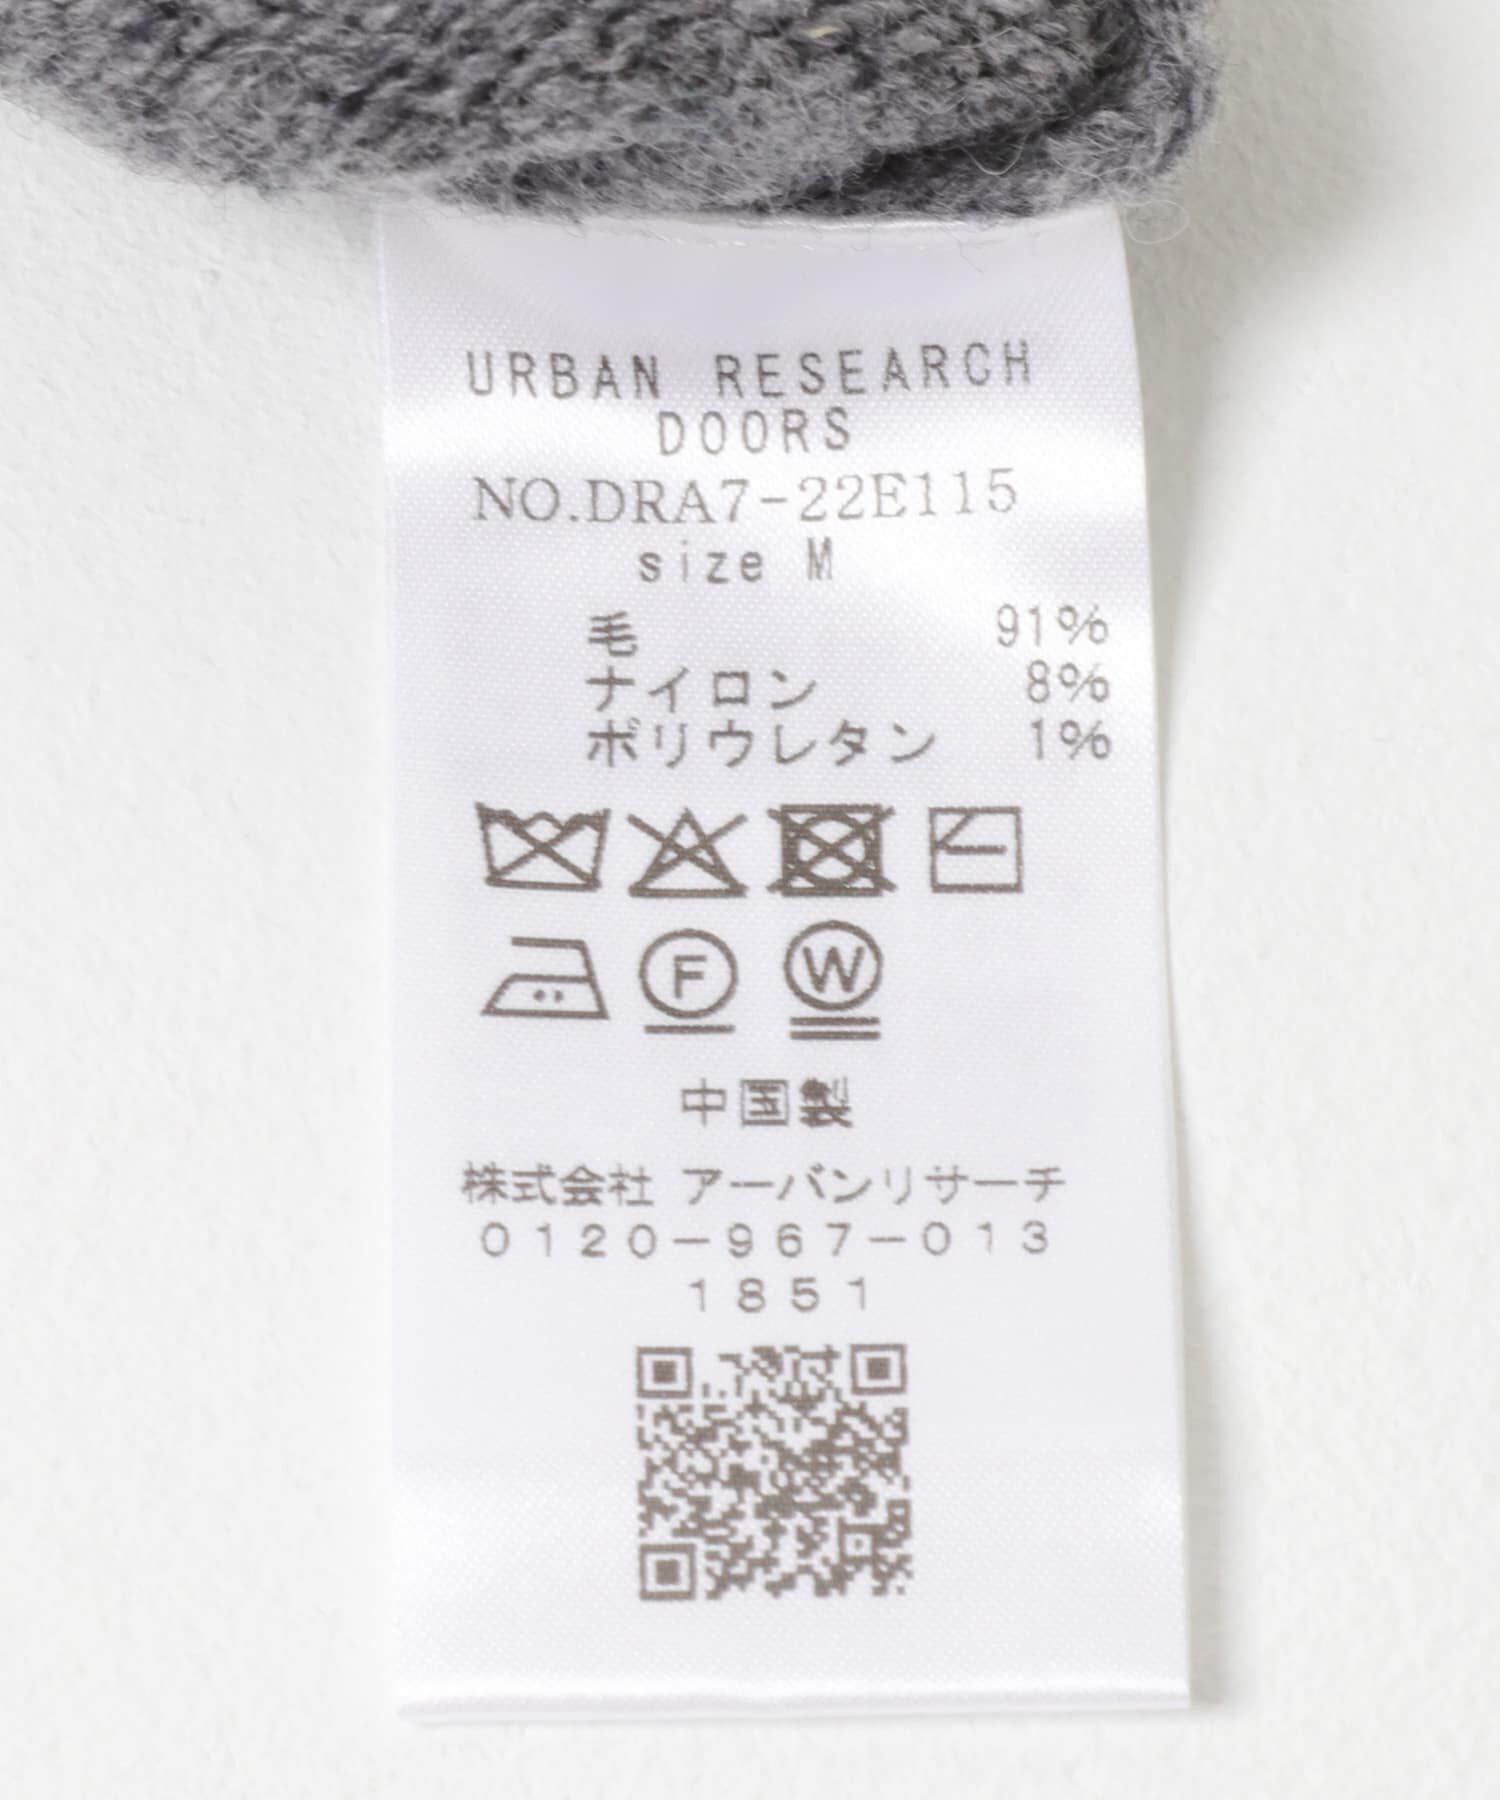 URBAN RESEARCH
DOORS
NO.DRA7-22E115
size M
毛 91%
ナイロン 8%
ポリウレタン 1%
F W
中国製
株式会社 アーバンリサーチ
0120-967-013
1851